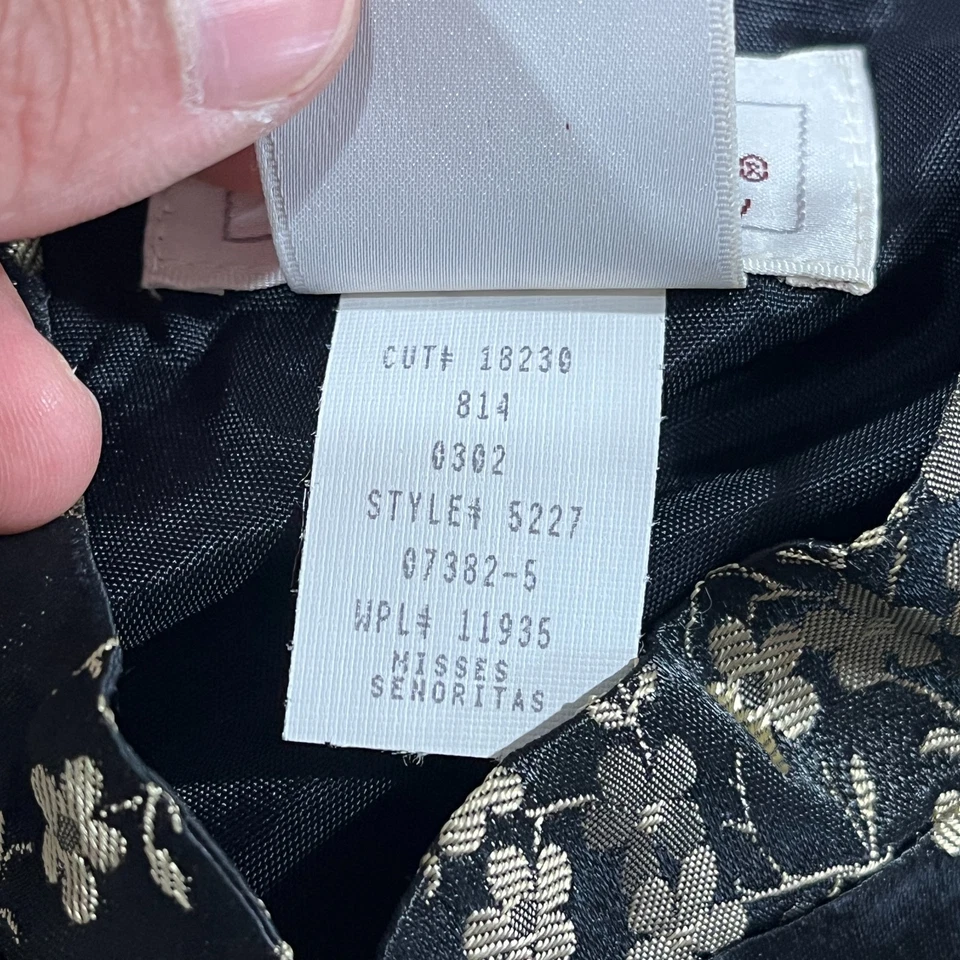 ®
CUT# 18230
814
0302
STYLE# 5227
07382-5
WPL# 11935
MISSES
SENORITAS